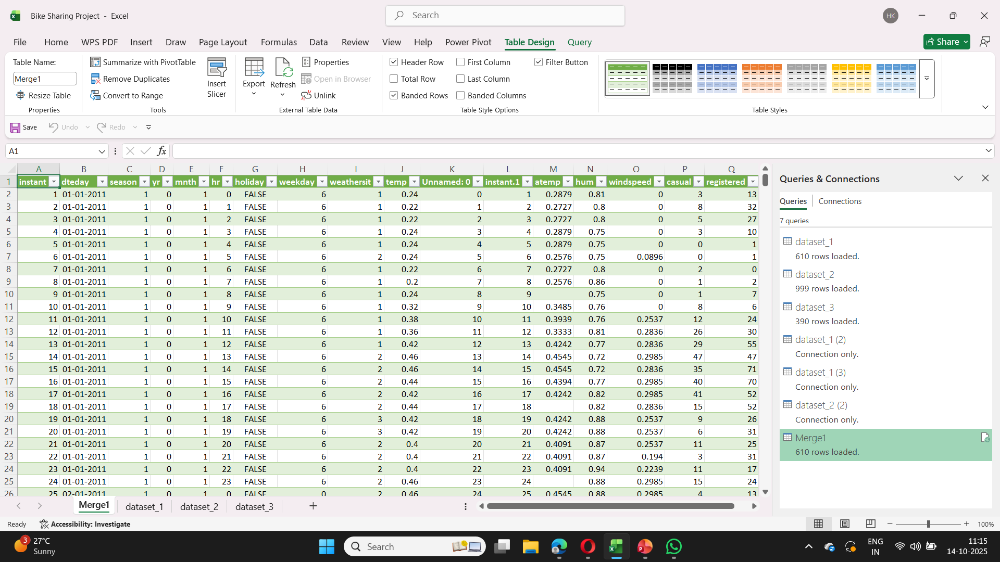 Bike Sharing Project - Excel
Search
HK
File Home WPS PDF Insert Draw Page Layout Formulas Data Review View Help Power Pivot Table Design Query
Share
Table Name:
Merge1
Resize Table
Properties
Summarize with PivotTable
Remove Duplicates
Convert to Range
Tools
Insert
Slicer
Export
Refresh
Properties
Open in Browser
Unlink
External Table Data
Header Row First Column Filter Button
Total Row Last Column
Banded Rows Banded Columns
Table Style Options
Table Styles
Save Undo Redo
A1
fx
A B C D E F G H I J K L M N O P Q
1 instant dteday season yr mnth hr holiday weekday weathersit temp Unnamed: 0 instant.1 atemp hum windspeed casual registered
2 1 01-01-2011 1 0 1 0 FALSE 6 1 0.24 0 1 0.2879 0.81 0 3 13
3 2 01-01-2011 1 0 1 1 FALSE 6 1 0.22 1 2 0.2727 0.8 0 8 32
4 3 01-01-2011 1 0 1 2 FALSE 6 1 0.22 2 3 0.2727 0.8 0 5 27
5 4 01-01-2011 1 0 1 3 FALSE 6 1 0.24 3 4 0.2879 0.75 0 3 10
6 5 01-01-2011 1 0 1 4 FALSE 6 1 0.24 4 5 0.2879 0.75 0 0 1
7 6 01-01-2011 1 0 1 5 FALSE 6 2 0.24 5 6 0.2576 0.75 0.0896 0 1
8 7 01-01-2011 1 0 1 6 FALSE 6 1 0.22 6 7 0.2727 0.8 0 2 0
9 8 01-01-2011 1 0 1 7 FALSE 6 1 0.2 7 8 0.2576 0.86 0 1 2
10 9 01-01-2011 1 0 1 8 FALSE 6 1 0.24 8 9 0.75 0 1 7
11 10 01-01-2011 1 0 1 9 FALSE 6 1 0.32 9 10 0.3485 0.76 0 8 6
12 11 01-01-2011 1 0 1 10 FALSE 6 1 0.38 10 11 0.3939 0.76 0.2537 12 24
13 12 01-01-2011 1 0 1 11 FALSE 6 1 0.36 11 12 0.3333 0.81 0.2836 26 30
14 13 01-01-2011 1 0 1 12 FALSE 6 1 0.42 12 13 0.4242 0.77 0.2836 29 55
15 14 01-01-2011 1 0 1 13 FALSE 6 2 0.46 13 14 0.4545 0.72 0.2985 47 47
16 15 01-01-2011 1 0 1 14 FALSE 6 2 0.46 14 15 0.4545 0.72 0.2836 35 71
17 16 01-01-2011 1 0 1 15 FALSE 6 2 0.44 15 16 0.4394 0.77 0.2985 40 70
18 17 01-01-2011 1 0 1 16 FALSE 6 2 0.42 16 17 0.4242 0.82 0.2985 41 52
19 18 01-01-2011 1 0 1 17 FALSE 6 2 0.44 17 18 0.82 0.2836 15 52
20 19 01-01-2011 1 0 1 18 FALSE 6 3 0.42 18 19 0.4242 0.88 0.2537 9 26
21 20 01-01-2011 1 0 1 19 FALSE 6 3 0.42 19 20 0.4242 0.88 0.2537 6 31
22 21 01-01-2011 1 0 1 20 FALSE 6 2 0.4 20 21 0.4091 0.87 0.2537 11 25
23 22 01-01-2011 1 0 1 21 FALSE 6 2 0.4 21 22 0.4091 0.87 0.194 3 31
24 23 01-01-2011 1 0 1 22 FALSE 6 2 0.4 22 23 0.4091 0.94 0.2239 11 17
25 24 01-01-2011 1 0 1 23 FALSE 6 2 0.46 23 24 0.88 0.2985 15 24
26 25 02-01-2011 1 0 1 0 FALSE 0 2 0.46 24 25 0.4545 0.88 0.2985 4 13
Queries & Connections
Queries Connections
7 queries
dataset_1
610 rows loaded.
dataset_2
999 rows loaded.
dataset_3
390 rows loaded.
dataset_1 (2)
Connection only.
dataset_1 (3)
Connection only.
dataset_2 (2)
Connection only.
Merge1
610 rows loaded.
Merge1 dataset_1 dataset_2 dataset_3
Ready Accessibility: Investigate 100%
3 27°C
Sunny
Search
ENG
IN
11:15
14-10-2025